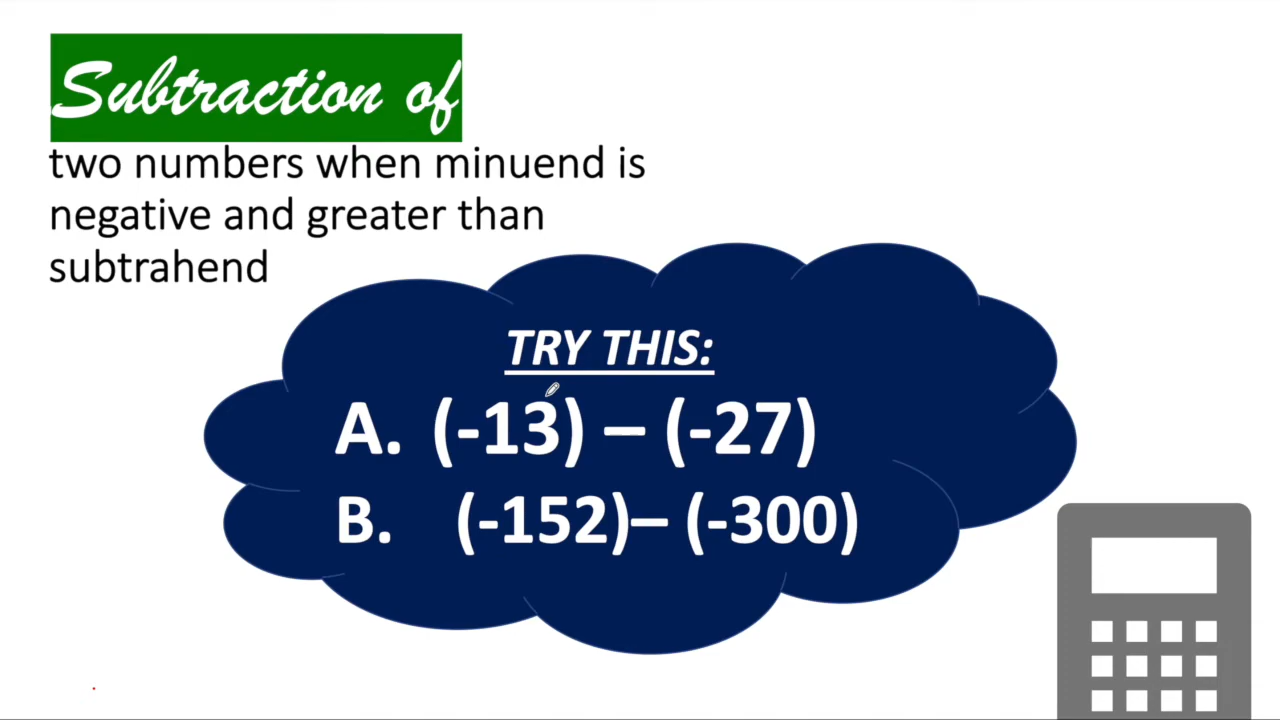 Subtraction of
two numbers when minuend is
negative and greater than
subtrahend
TRY THIS:
A. (-13) – (-27)
B. (-152)– (-300)